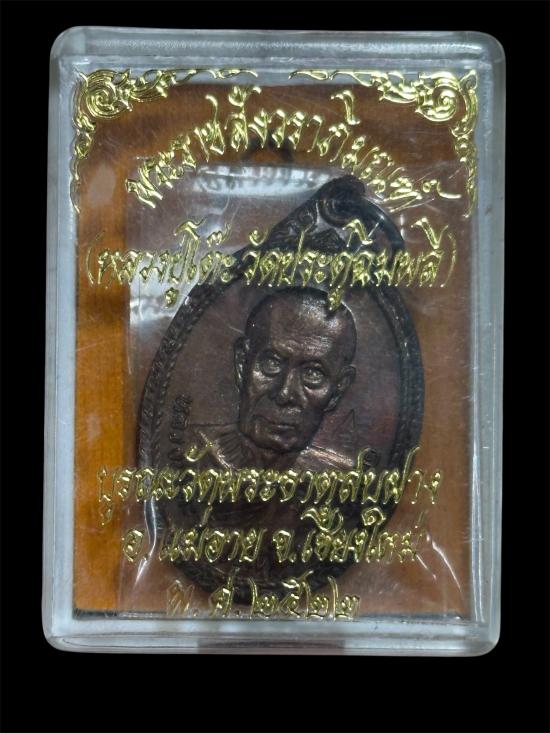 พระราชสังวราภิมณฑ์
(หลวงปู่โต๊ะ วัดประดู่ฉิมพลี)
บูรณะวัดพระธาตุสบฝาง
อ.แม่อาย จ.เชียงใหม่
พ.ศ.๒๕๒๒